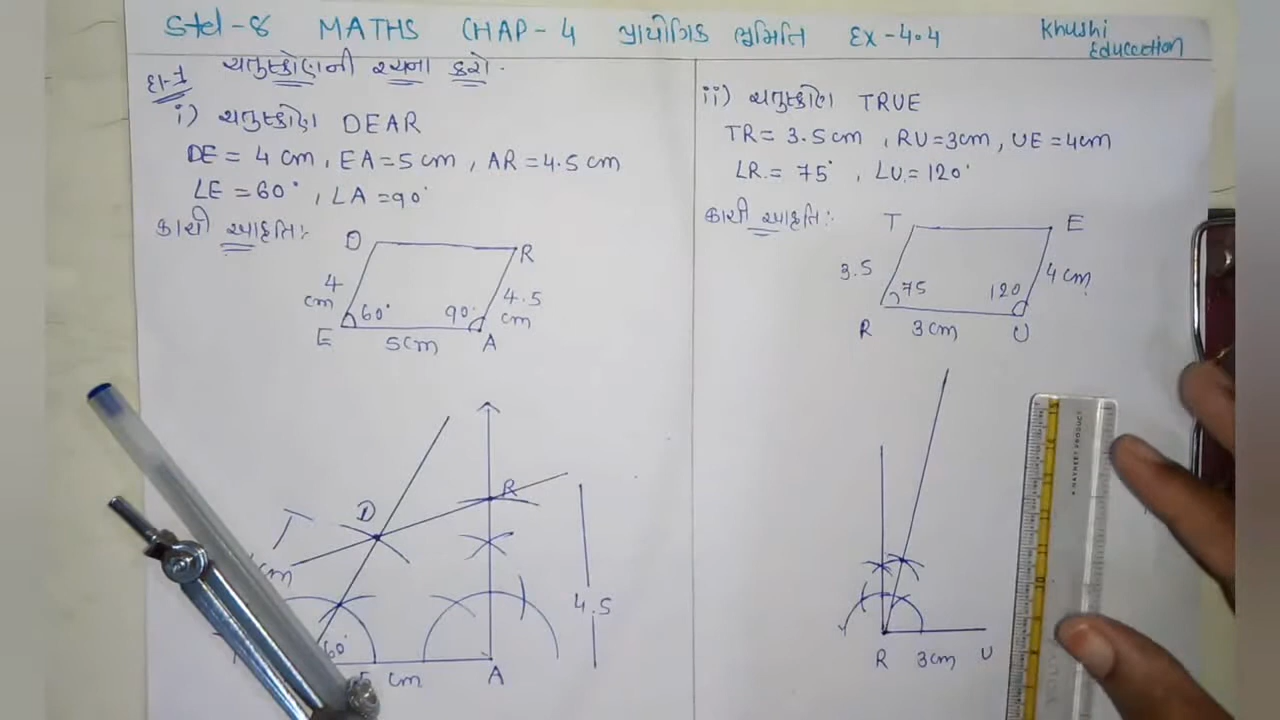 Std-8 MATHS CHAP-4 પ્રાયોગિક ભૂમિતિ EX-4.4
Khushi
Education
દા-1 ચતુષ્કોણની રચના કરો.
i) ચતુષ્કોણ DEAR
DE = 4 cm, EA = 5 cm, AR = 4.5 cm
∠E = 60°, ∠A = 90°
કાચી આકૃતિ:
D
R
4
cm
60°
90°
4.5
cm
E
5cm
A
D
R
cm
4.5
60°
5 cm
A
ii) ચતુષ્કોણ TRUE
TR = 3.5 cm, RU = 3cm, UE = 4cm
∠R = 75°, ∠U = 120°
કાચી આકૃતિ:
T
E
3.5
75
120
4 cm
R
3cm
U
R
3cm
U